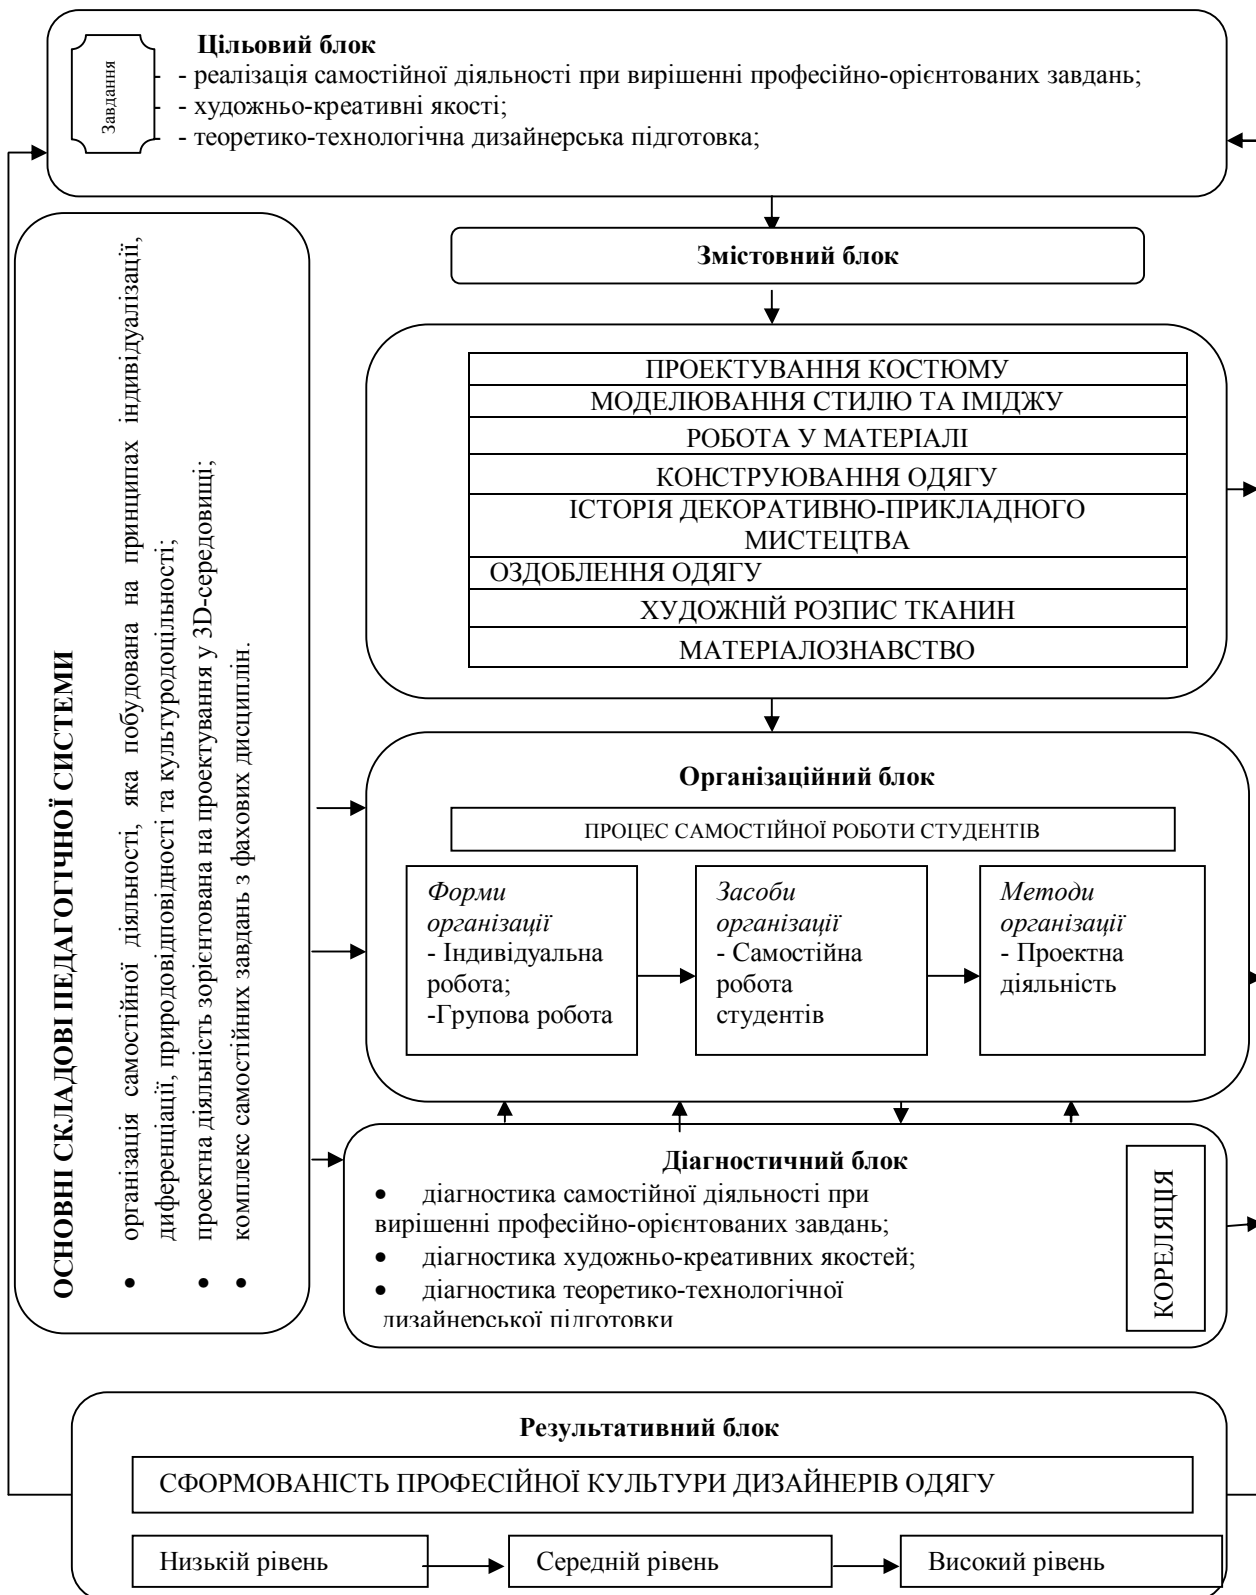 Завдання
Цільовий блок
- - реалізація самостійної діяльності при вирішенні професійно-орієнтованих завдань;
- - художньо-креативні якості;
- - теоретико-технологічна дизайнерська підготовка;
ОСНОВНІ СКЛАДОВІ ПЕДАГОГІЧНОЇ СИСТЕМИ
• організація самостійної діяльності, яка побудована на принципах індивідуалізації,
диференціації, природовідповідності та культуродоцільності;
• проектна діяльність зорієнтована на проектування у 3D-середовищі;
• комплекс самостійних завдань з фахових дисциплін.
Змістовний блок
ПРОЕКТУВАННЯ КОСТЮМУ
МОДЕЛЮВАННЯ СТИЛЮ ТА ІМІДЖУ
РОБОТА У МАТЕРІАЛІ
КОНСТРУЮВАННЯ ОДЯГУ
ІСТОРІЯ ДЕКОРАТИВНО-ПРИКЛАДНОГО
МИСТЕЦТВА
ОЗДОБЛЕННЯ ОДЯГУ
ХУДОЖНІЙ РОЗПИС ТКАНИН
МАТЕРІАЛОЗНАВСТВО
Організаційний блок
ПРОЦЕС САМОСТІЙНОЇ РОБОТИ СТУДЕНТІВ
Форми
організації
- Індивідуальна
робота;
-Групова робота
Засоби
організації
- Самостійна
робота
студентів
Методи
організації
- Проектна
діяльність
Діагностичний блок
• діагностика самостійної діяльності при
вирішенні професійно-орієнтованих завдань;
• діагностика художньо-креативних якостей;
• діагностика теоретико-технологічної
дизайнерської підготовки
КОРЕЛЯЦІЯ
Результативний блок
СФОРМОВАНІСТЬ ПРОФЕСІЙНОЇ КУЛЬТУРИ ДИЗАЙНЕРІВ ОДЯГУ
Низькій рівень
Середній рівень
Високий рівень